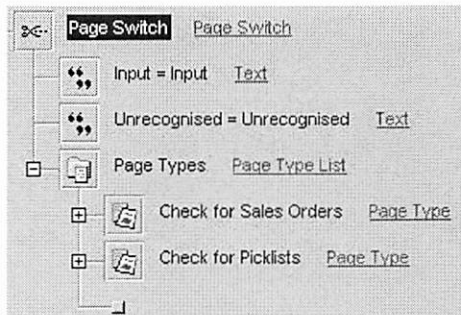 Page Switch Page Switch
Input = Input Text
Unrecognised = Unrecognised Text
Page Types Page Type List
Check for Sales Orders Page Type
Check for Picklists Page Type